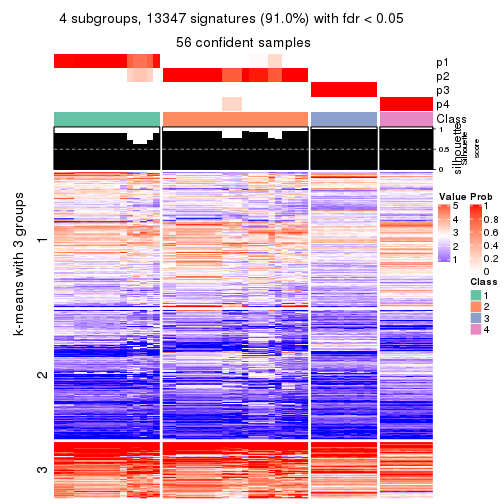 4 subgroups, 13347 signatures (91.0%) with fdr < 0.05
56 confident samples
p1
p2
p3
p4
Class
silhouette
Silhouette
score
1
0.5
0
k-means with 3 groups
1
2
3
Value
5
4
3
2
1
Prob
1
0.8
0.6
0.4
0.2
0
Class
1
2
3
4